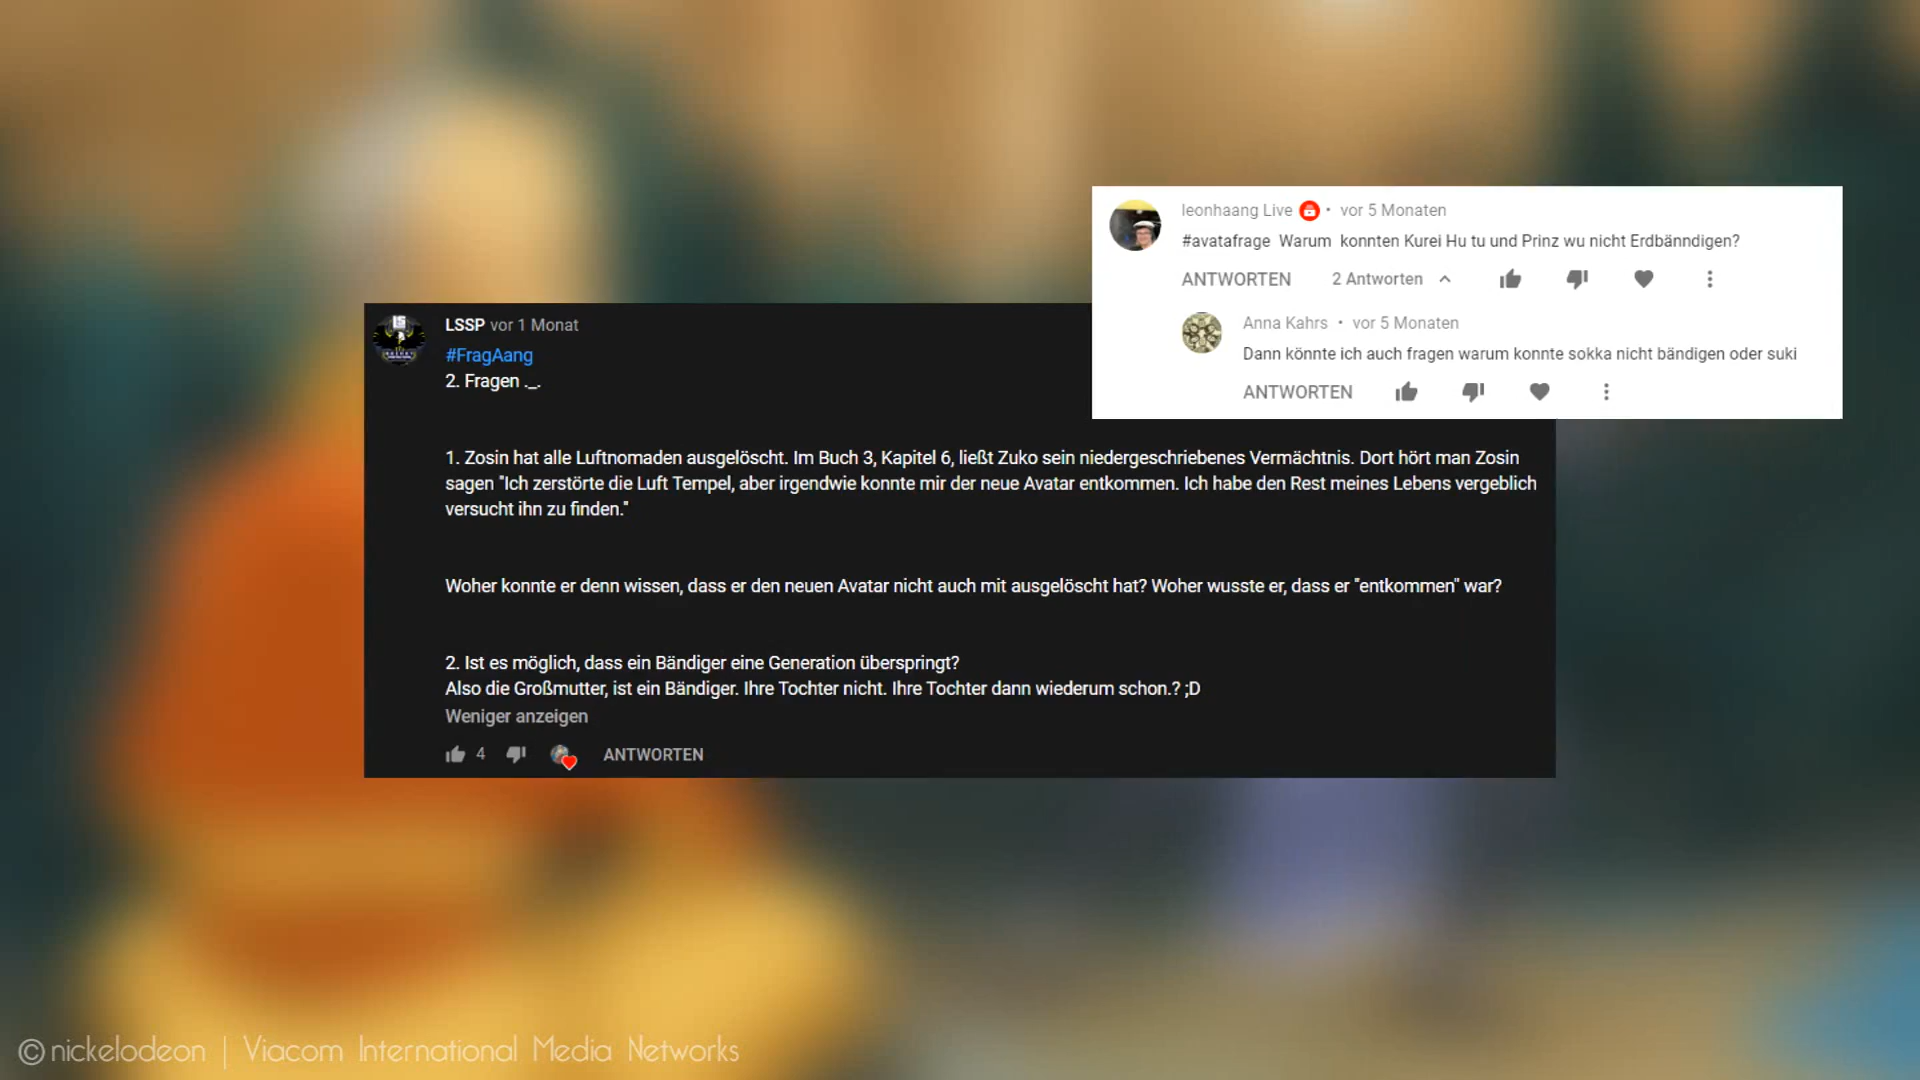 leonhaang Live • vor 5 Monaten
#avatafrage Warum konnten Kurei Hu tu und Prinz wu nicht Erdbänndigen?
ANTWORTEN 2 Antworten
Anna Kahrs • vor 5 Monaten
Dann könnte ich auch fragen warum konnte sokka nicht bändigen oder suki
ANTWORTEN
LSSP vor 1 Monat
#FragAang
2. Fragen ._.
1. Zosin hat alle Luftnomaden ausgelöscht. Im Buch 3, Kapitel 6, ließt Zuko sein niedergeschriebenes Vermächtnis. Dort hört man Zosin
sagen "Ich zerstörte die Luft Tempel, aber irgendwie konnte mir der neue Avatar entkommen. Ich habe den Rest meines Lebens vergeblich
versucht ihn zu finden."
Woher konnte er denn wissen, dass er den neuen Avatar nicht auch mit ausgelöscht hat? Woher wusste er, dass er "entkommen" war?
2. Ist es möglich, dass ein Bändiger eine Generation überspringt?
Also die Großmutter, ist ein Bändiger. Ihre Tochter nicht. Ihre Tochter dann wiederum schon.? ;D
Weniger anzeigen
4 ANTWORTEN
©nickelodeon | Viacom International Media Networks